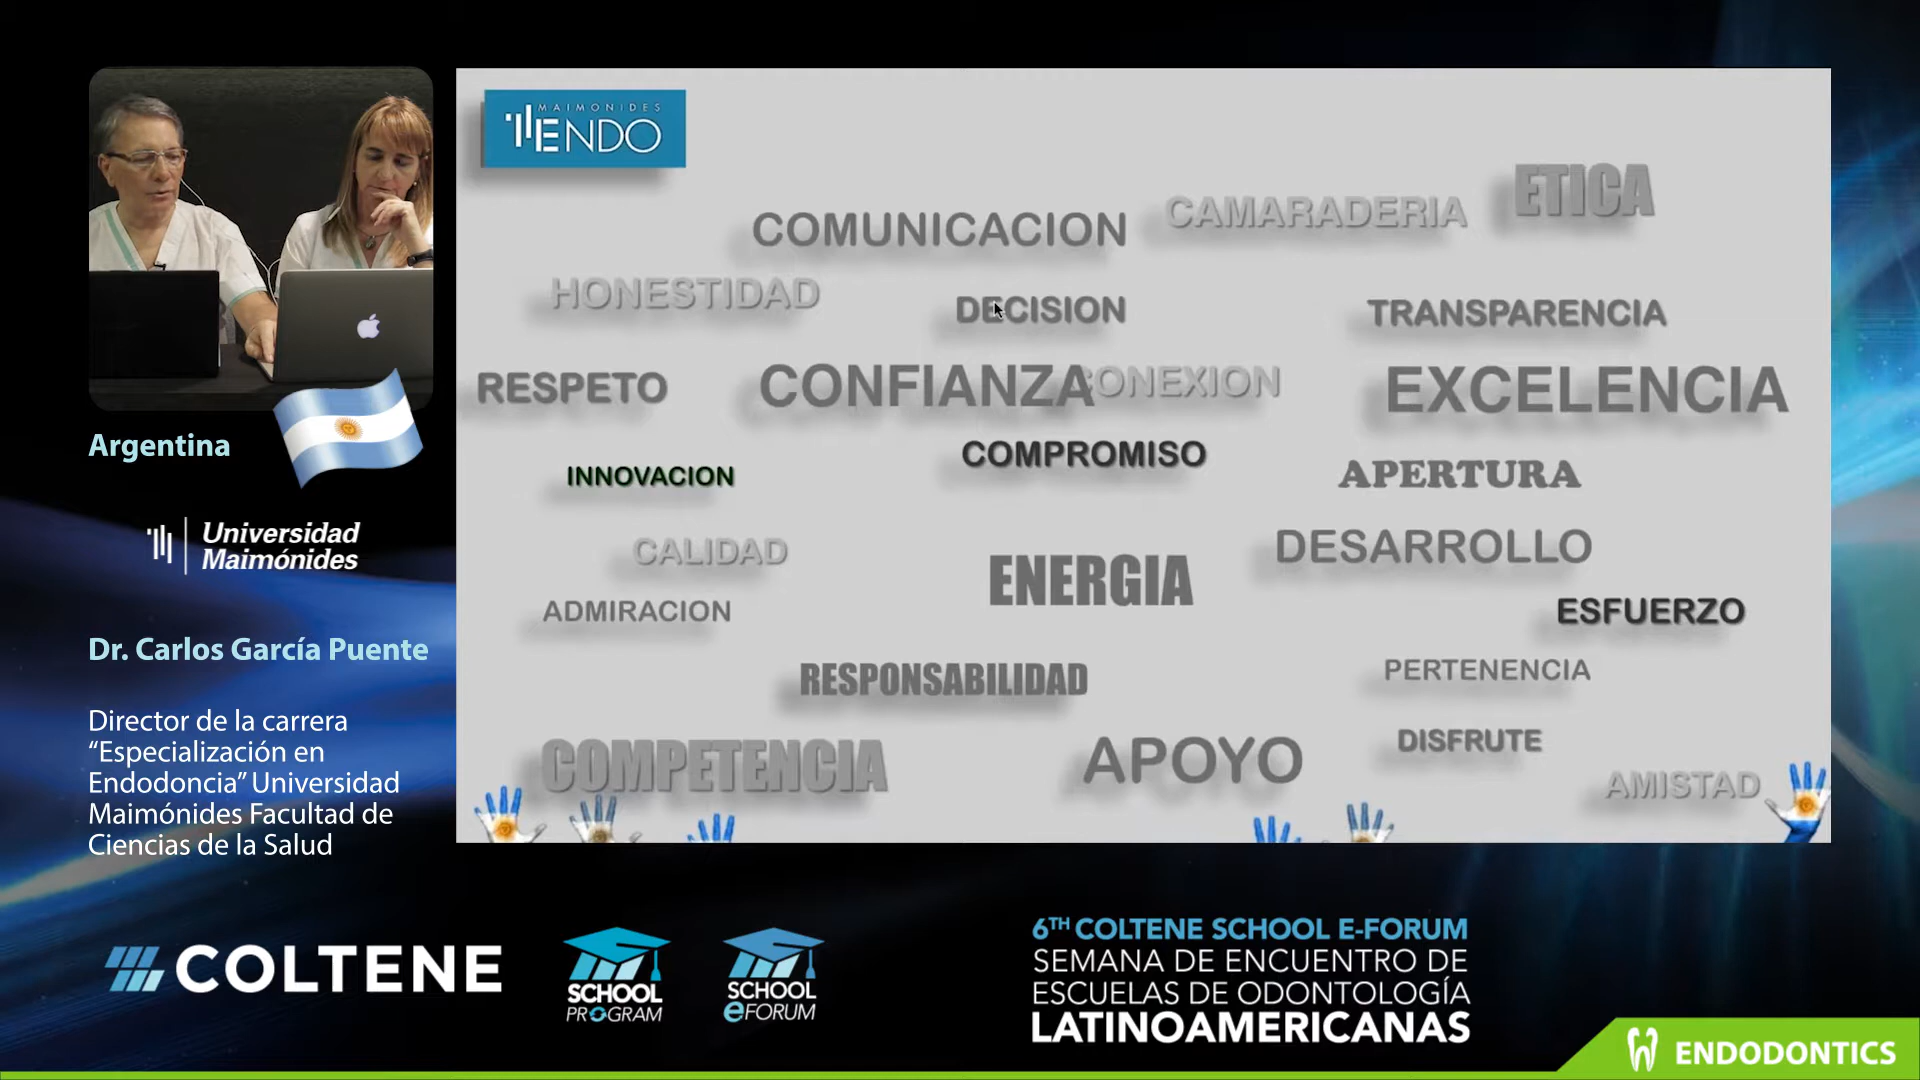 MAIMONIDES
ENDO
ETICA
CAMARADERIA
COMUNICACION
HONESTIDAD
DECISION
TRANSPARENCIA
RESPETO
CONFIANZA
CONEXION
EXCELENCIA
COMPROMISO
INNOVACION
APERTURA
CALIDAD
DESARROLLO
ENERGIA
ADMIRACION
ESFUERZO
RESPONSABILIDAD
PERTENENCIA
COMPETENCIA
APOYO
DISFRUTE
AMISTAD
Argentina
Universidad
Maimónides
Dr. Carlos García Puente
Director de la carrera
“Especialización en
Endodoncia” Universidad
Maimónides Facultad de
Ciencias de la Salud
COLTENE
SCHOOL
PROGRAM
SCHOOL
eFORUM
6TH COLTENE SCHOOL E-FORUM
SEMANA DE ENCUENTRO DE
ESCUELAS DE ODONTOLOGÍA
LATINOAMERICANAS
ENDODONTICS